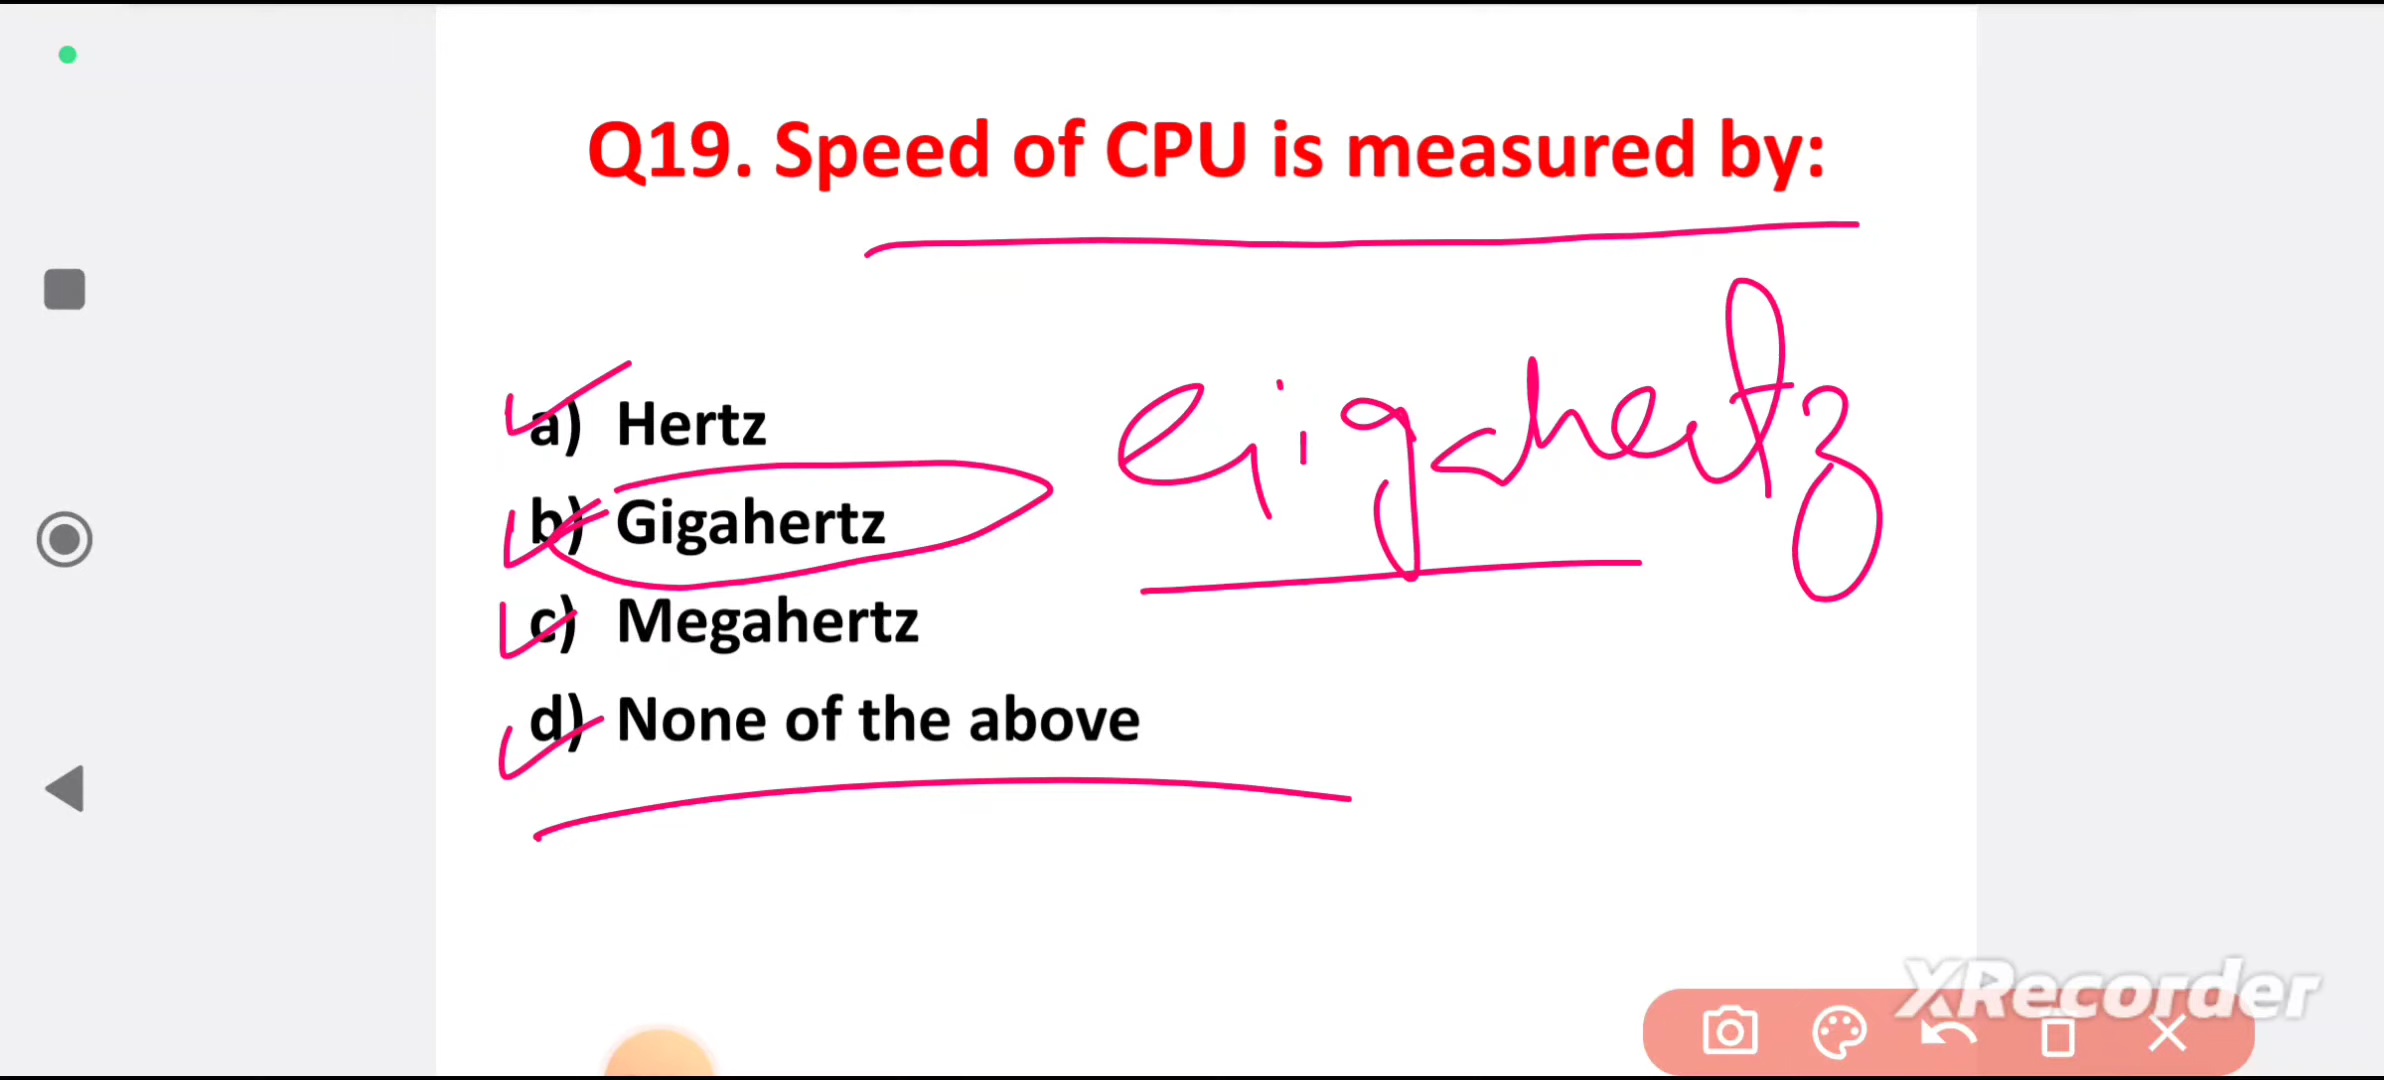 Q19. Speed of CPU is measured by:
a) Hertz
b) Gigahertz
Gigahertz
c) Megahertz
d) None of the above
XRecorder